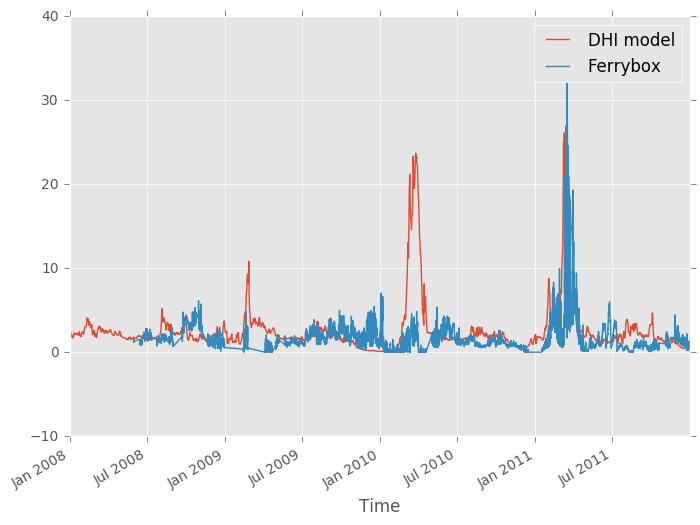 40
30
20
10
0
−10
DHI model
Ferrybox
Jan 2008
Jul 2008
Jan 2009
Jul 2009
Jan 2010
Jul 2010
Jan 2011
Jul 2011
Time